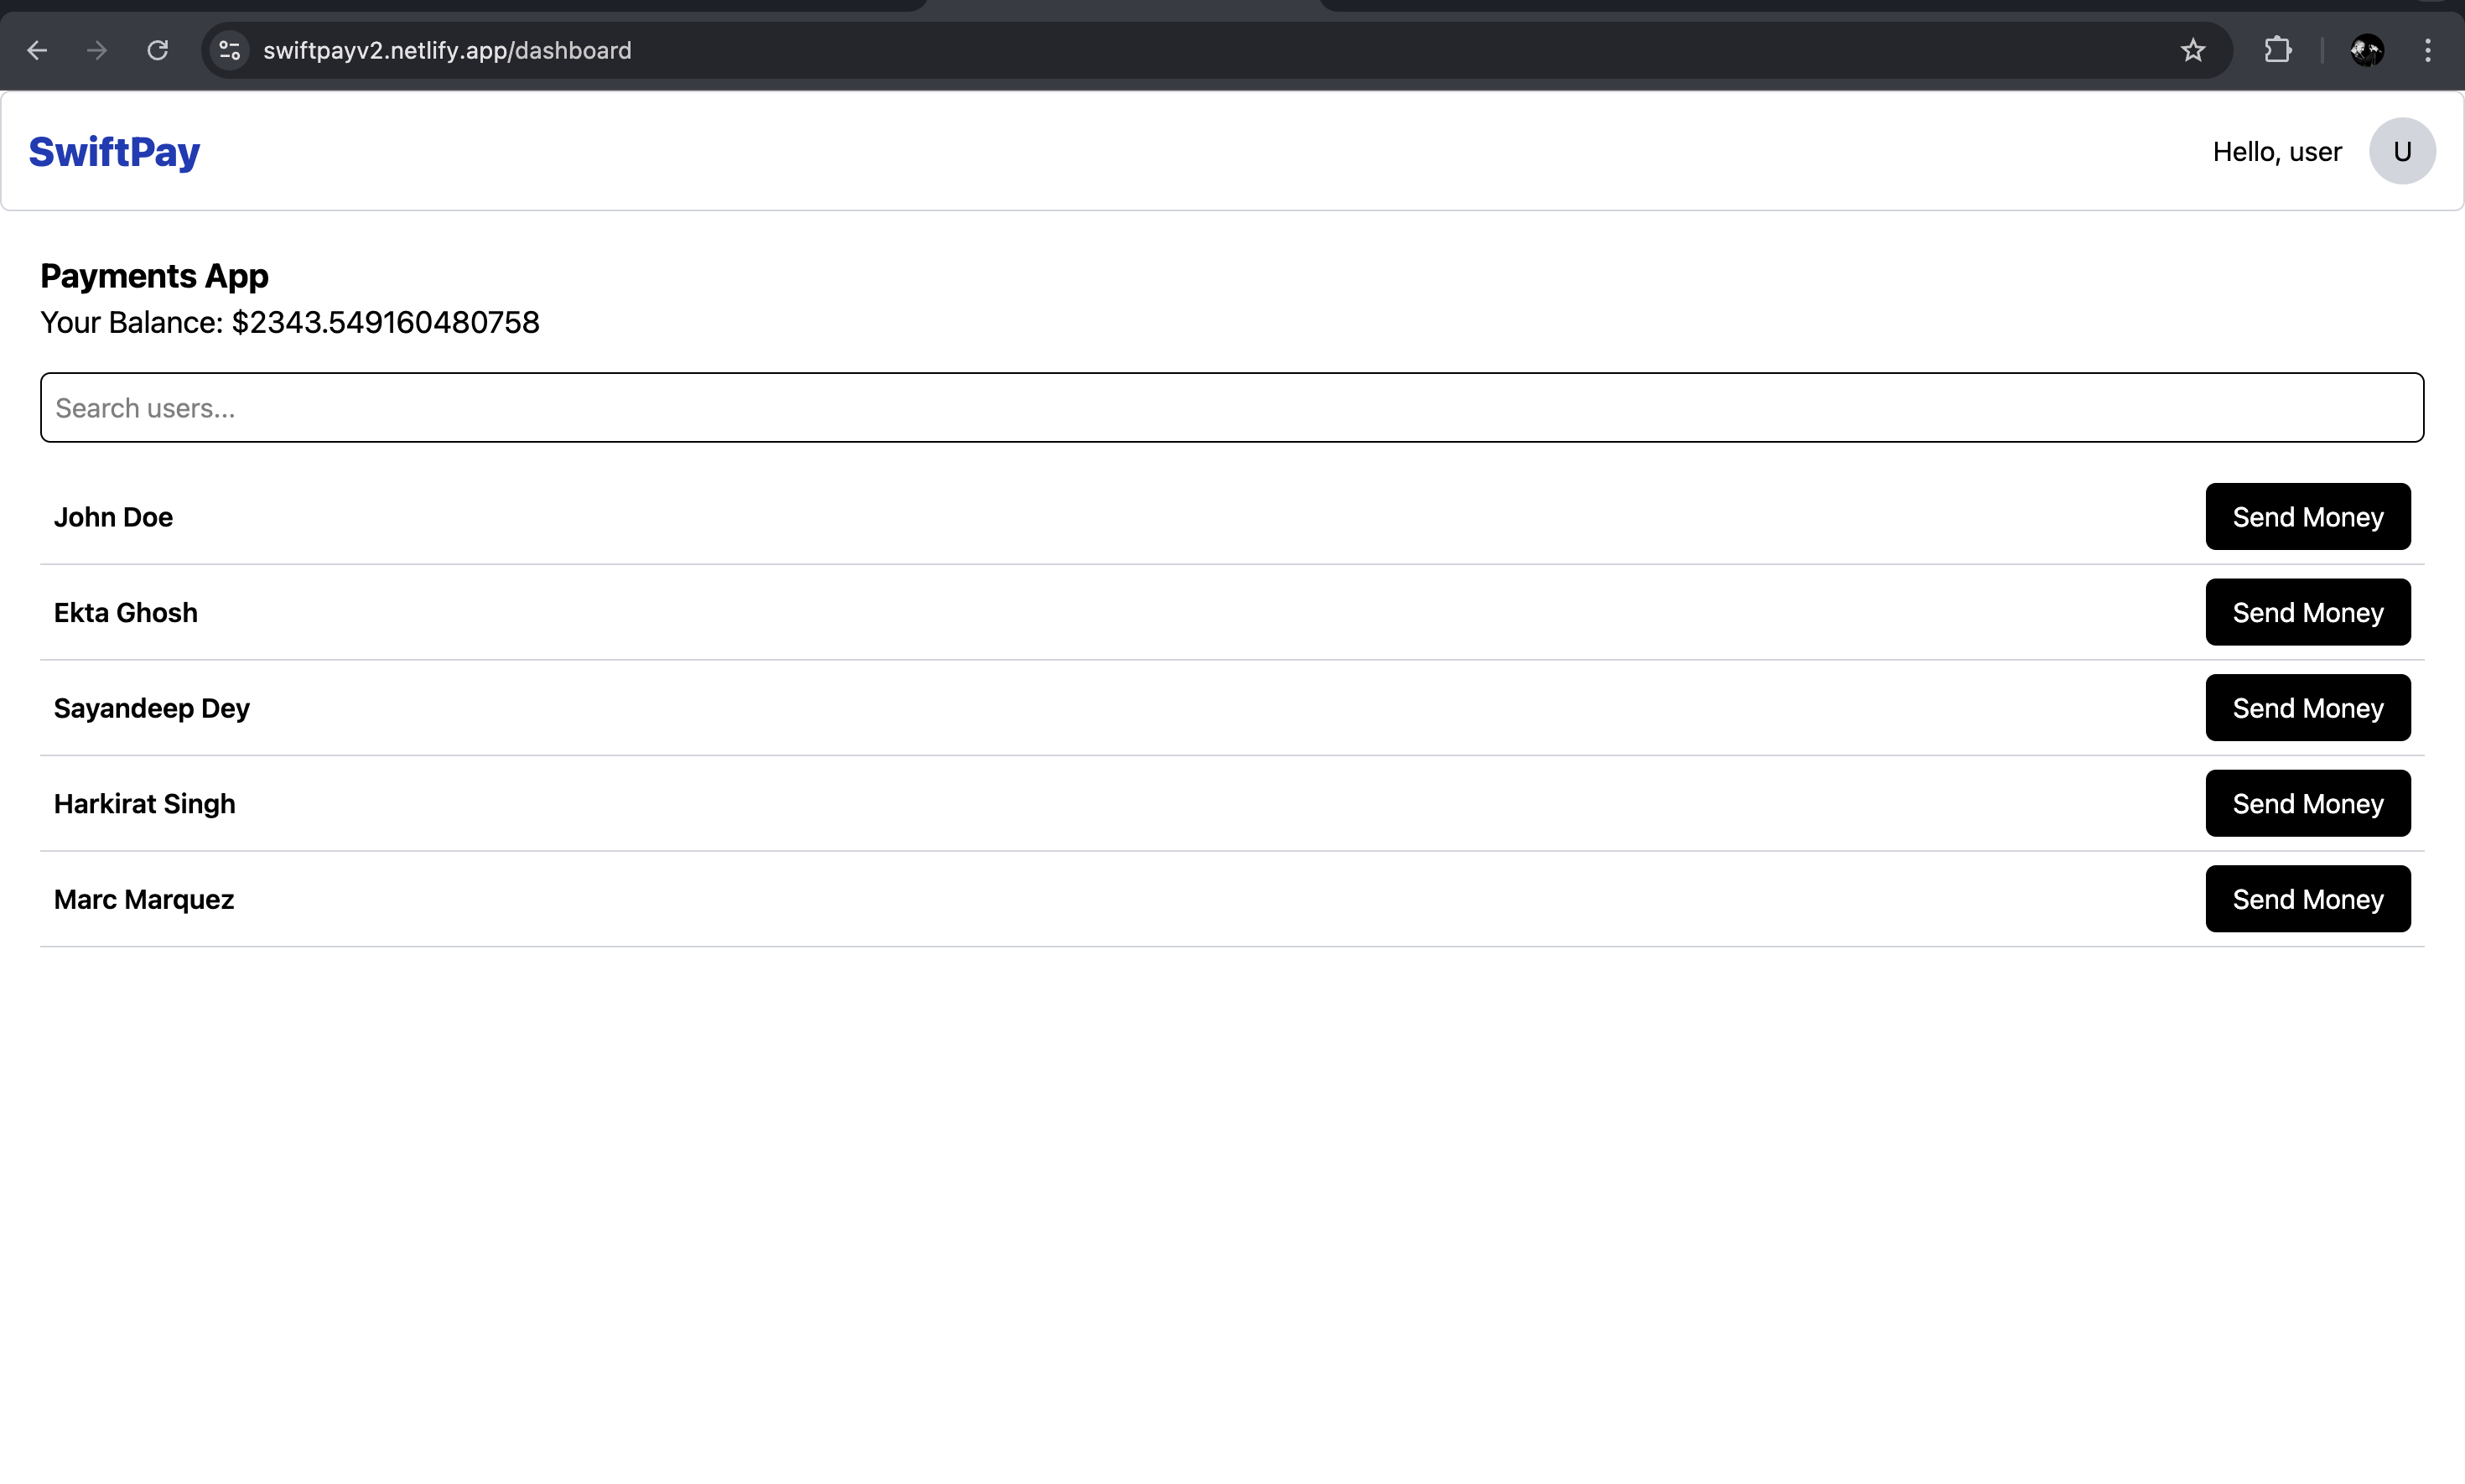 swiftpayv2.netlify.app/dashboard
SwiftPay
Hello, user
U
Payments App
Your Balance: $2343.549160480758
Search users...
John Doe
Send Money
Ekta Ghosh
Send Money
Sayandeep Dey
Send Money
Harkirat Singh
Send Money
Marc Marquez
Send Money